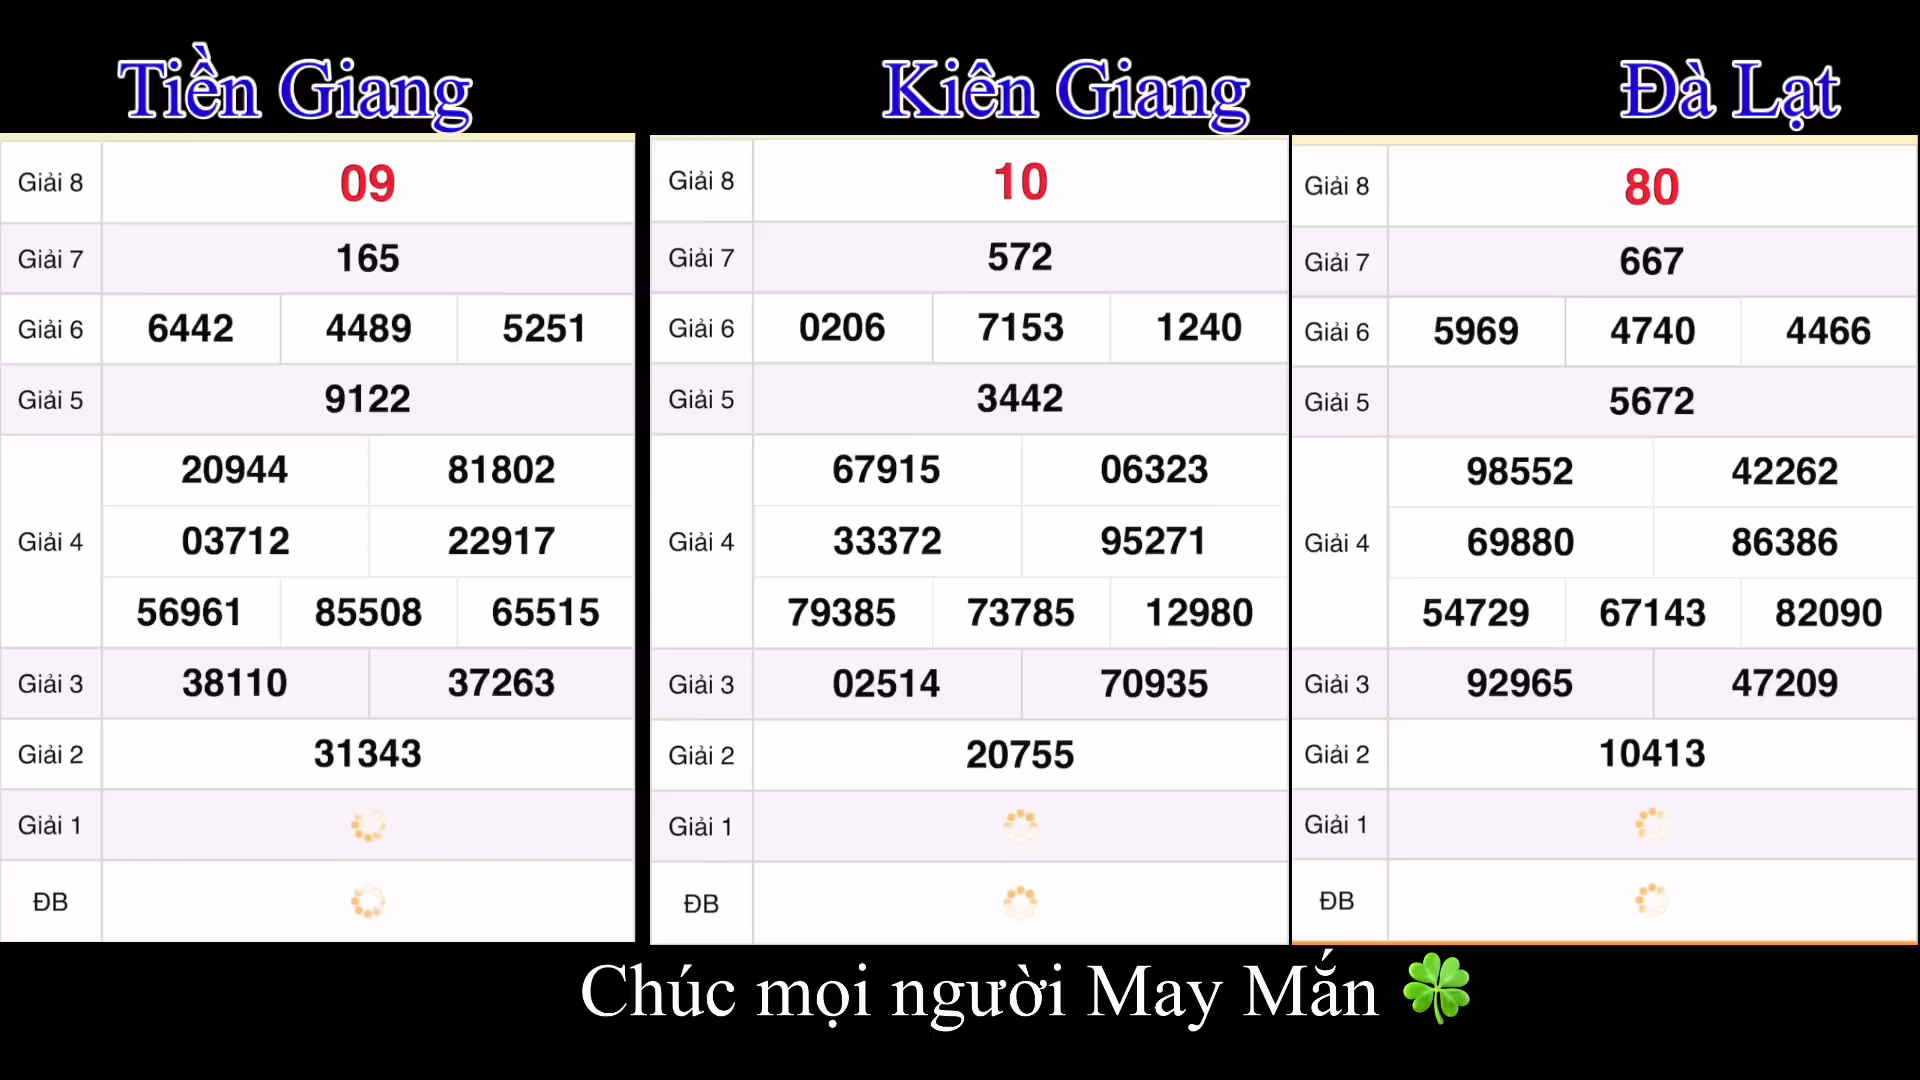 Tiền Giang
Giải 8 09
Giải 7 165
Giải 6 6442 4489 5251
Giải 5 9122
Giải 4 20944 81802
03712 22917
56961 85508 65515
Giải 3 38110 37263
Giải 2 31343
Giải 1
ĐB
Kiên Giang
Giải 8 10
Giải 7 572
Giải 6 0206 7153 1240
Giải 5 3442
Giải 4 67915 06323
33372 95271
79385 73785 12980
Giải 3 02514 70935
Giải 2 20755
Giải 1
ĐB
Đà Lạt
Giải 8 80
Giải 7 667
Giải 6 5969 4740 4466
Giải 5 5672
Giải 4 98552 42262
69880 86386
54729 67143 82090
Giải 3 92965 47209
Giải 2 10413
Giải 1
ĐB
Chúc mọi người May Mắn 🍀